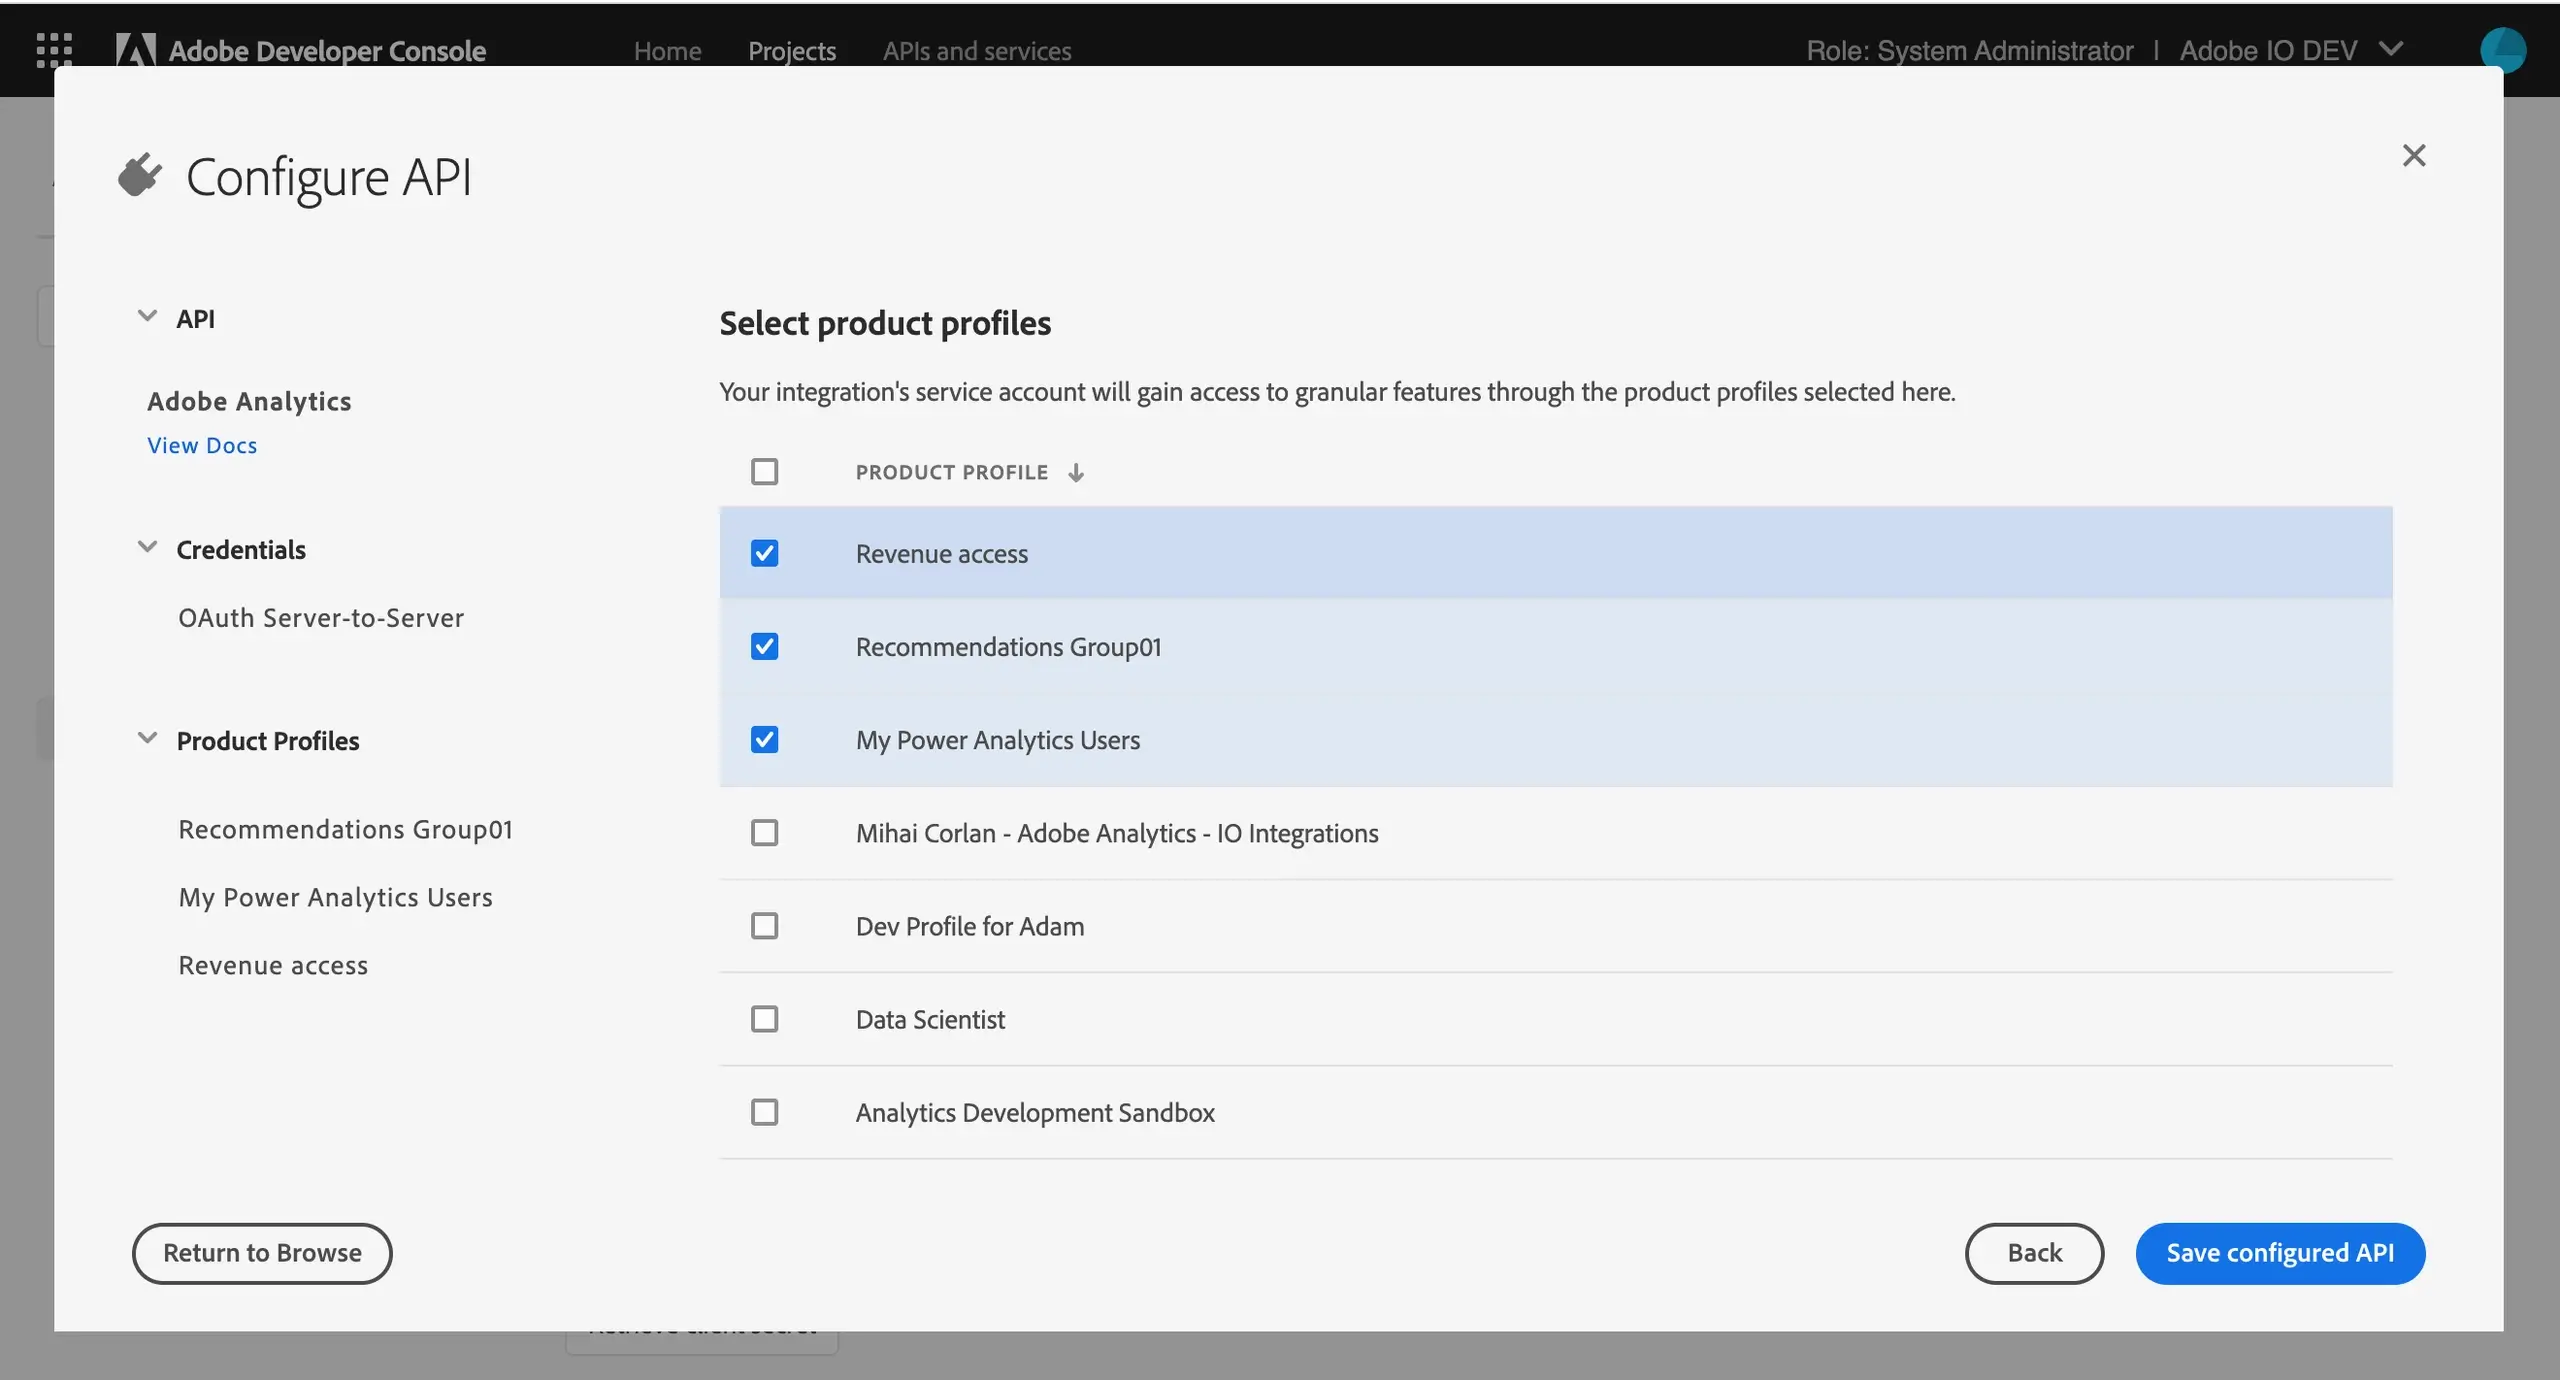 Adobe Developer Console
Home
Projects
APIs and services
Role: System Administrator | Adobe IO DEV
Configure API
API
Adobe Analytics
View Docs
Credentials
OAuth Server-to-Server
Product Profiles
Recommendations Group01
My Power Analytics Users
Revenue access
Select product profiles
Your integration's service account will gain access to granular features through the product profiles selected here.
PRODUCT PROFILE
Revenue access
Recommendations Group01
My Power Analytics Users
Mihai Corlan - Adobe Analytics - IO Integrations
Dev Profile for Adam
Data Scientist
Analytics Development Sandbox
Return to Browse
Back
Save configured API